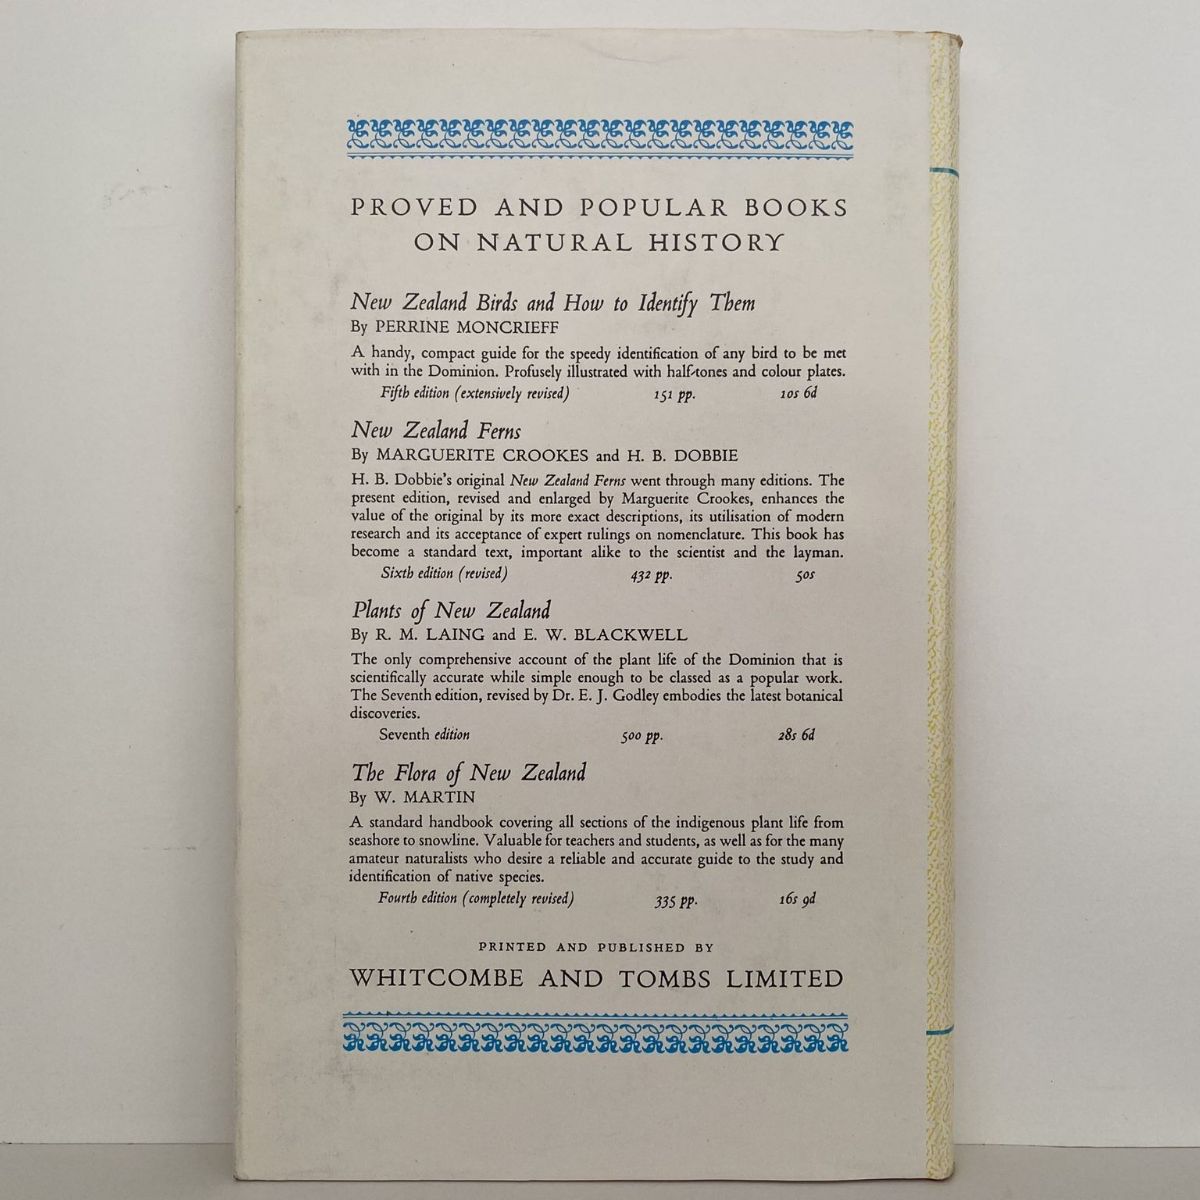 PROVED AND POPULAR BOOKS
ON NATURAL HISTORY
New Zealand Birds and How to Identify Them
By PERRINE MONCRIEFF
A handy, compact guide for the speedy identification of any bird to be met
with in the Dominion. Profusely illustrated with half-tones and colour plates.
Fifth edition (extensively revised) 151 pp. 10s 6d
New Zealand Ferns
By MARGUERITE CROOKES and H. B. DOBBIE
H. B. Dobbie's original New Zealand Ferns went through many editions. The
present edition, revised and enlarged by Marguerite Crookes, enhances the
value of the original by its more exact descriptions, its utilisation of modern
research and its acceptance of expert rulings on nomenclature. This book has
become a standard text, important alike to the scientist and the layman.
Sixth edition (revised) 432 pp. 50s
Plants of New Zealand
By R. M. LAING and E. W. BLACKWELL
The only comprehensive account of the plant life of the Dominion that is
scientifically accurate while simple enough to be classed as a popular work.
The Seventh edition, revised by Dr. E. J. Godley embodies the latest botanical
discoveries.
Seventh edition 500 pp. 28s 6d
The Flora of New Zealand
By W. MARTIN
A standard handbook covering all sections of the indigenous plant life from
seashore to snowline. Valuable for teachers and students, as well as for the many
amateur naturalists who desire a reliable and accurate guide to the study and
identification of native species.
Fourth edition (completely revised) 335 pp. 16s 9d
PRINTED AND PUBLISHED BY
WHITCOMBE AND TOMBS LIMITED